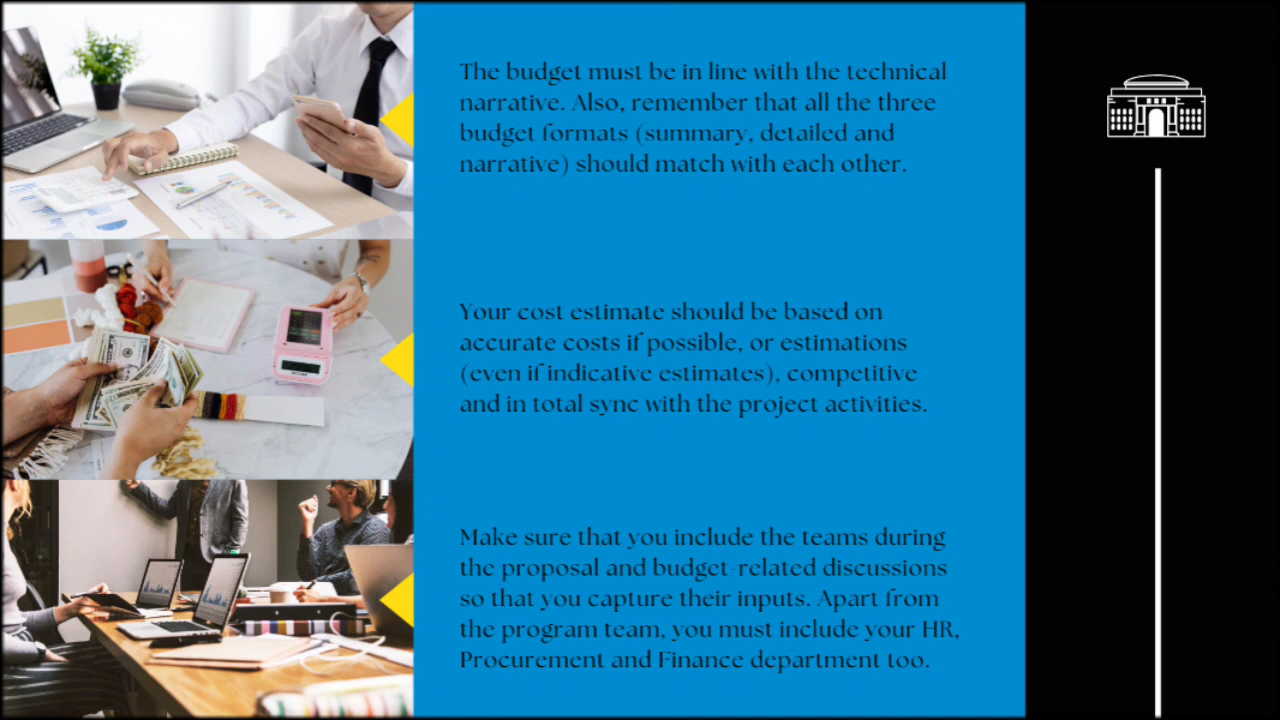 The budget must be in line with the technical
narrative. Also, remember that all the three
budget formats (summary, detailed and
narrative) should match with each other.
Your cost estimate should be based on
accurate costs if possible, or estimations
(even if indicative estimates), competitive
and in total sync with the project activities.
Make sure that you include the teams during
the proposal and budget-related discussions
so that you capture their inputs. Apart from
the program team, you must include your HR,
Procurement and Finance department too.